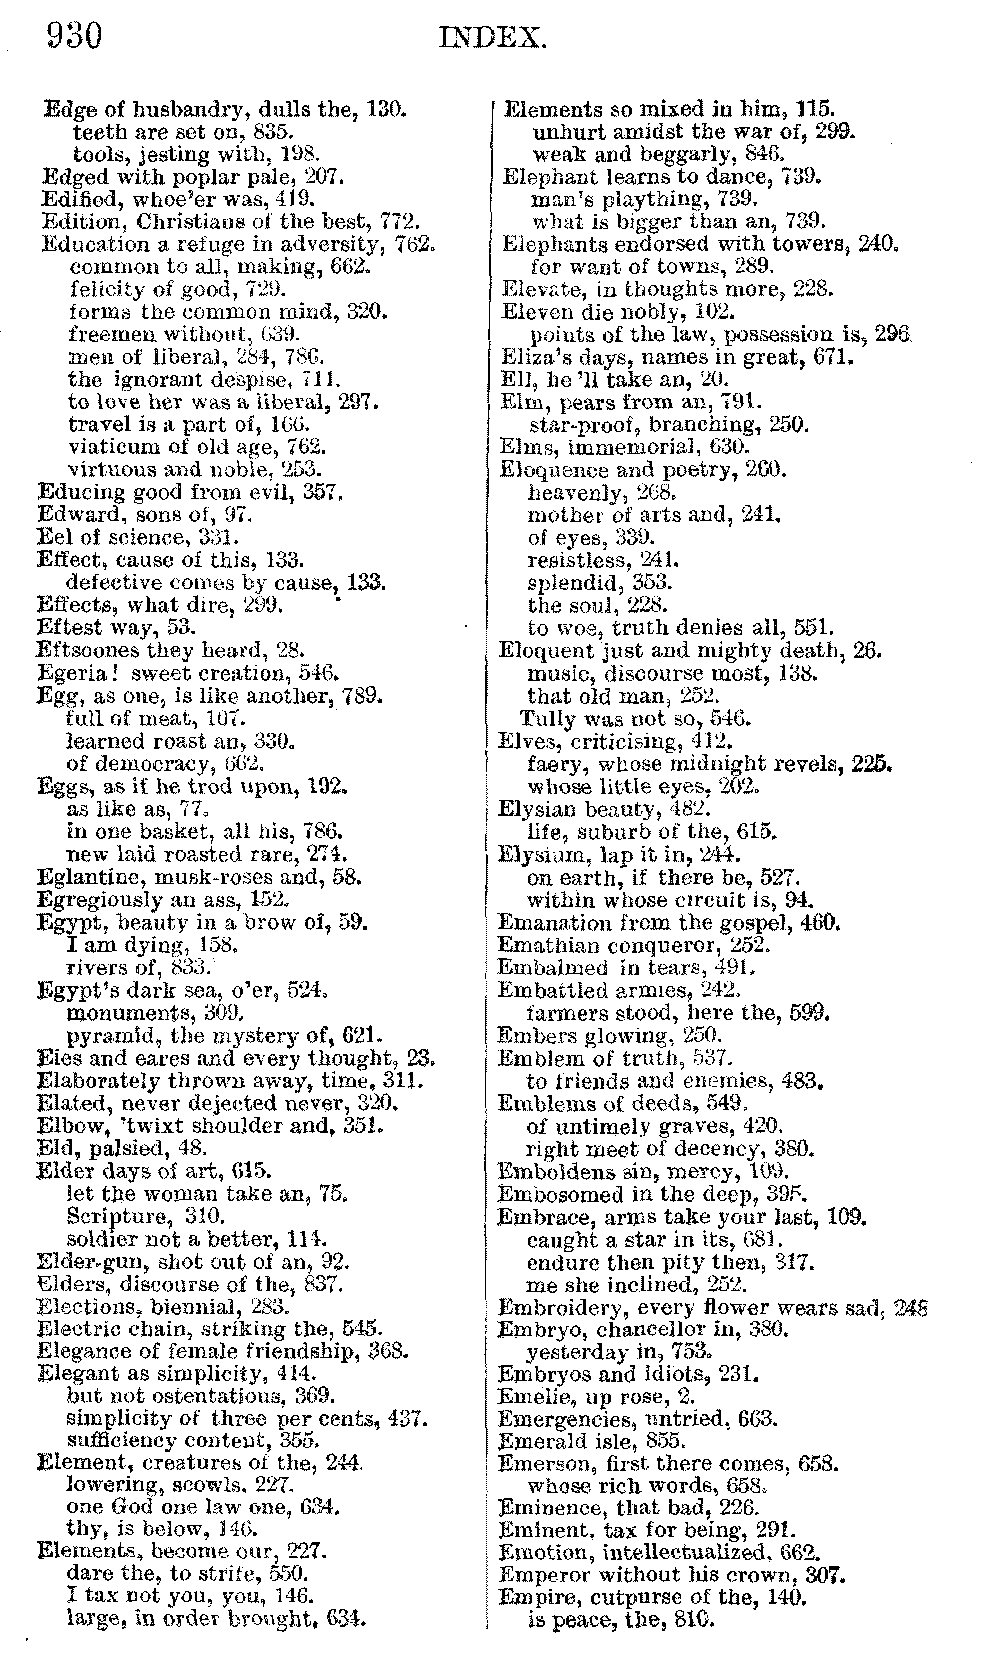 930
INDEX.
Edge of husbandry, dulls the, 130.
teeth are set on, 835.
tools, jesting with, 198.
Edged with poplar pale, 207.
Edified, whoe'er was, 419.
Edition, Christians of the best, 772.
Education a refuge in adversity, 762.
common to all, making, 662.
felicity of good, 729.
forms the common mind, 320.
freemen without, 639.
men of liberal, 284, 786.
the ignorant despise, 711.
to love her was a liberal, 297.
travel is a part of, 166.
viaticum of old age, 762.
virtuous and noble, 253.
Educing good from evil, 357.
Edward, sons of, 97.
Eel of science, 331.
Effect, cause of this, 133.
defective comes by cause, 133.
Effects, what dire, 299.
Eftest way, 53.
Eftsoones they heard, 28.
Egeria! sweet creation, 546.
Egg, as one, is like another, 789.
full of meat, 107.
learned roast an, 330.
of democracy, 662.
Eggs, as if he trod upon, 192.
as like as, 77.
in one basket, all his, 786.
new laid roasted rare, 274.
Eglantine, musk-roses and, 58.
Egregiously an ass, 152.
Egypt, beauty in a brow of, 59.
I am dying, 158.
rivers of, 833.
Egypt's dark sea, o'er, 524.
monuments, 309.
pyramid, the mystery of, 621.
Eies and eares and every thought, 23.
Elaborately thrown away, time, 311.
Elated, never dejected never, 320.
Elbow, 'twixt shoulder and, 351.
Eld, palsied, 48.
Elder days of art, 615.
let the woman take an, 75.
Scripture, 310.
soldier not a better, 114.
Elder-gun, shot out of an, 92.
Elders, discourse of the, 837.
Elections, biennial, 283.
Electric chain, striking the, 545.
Elegance of female friendship, 368.
Elegant as simplicity, 414.
but not ostentatious, 369.
simplicity of three per cents, 437.
sufficiency content, 355.
Element, creatures of the, 244.
lowering, scowls, 227.
one God one law one, 634.
thy, is below, 146.
Elements, become our, 227.
dare the, to strife, 550.
I tax not you, you, 146.
large, in order brought, 634.
Elements so mixed in him, 115.
unhurt amidst the war of, 299.
weak and beggarly, 846.
Elephant learns to dance, 739.
man's plaything, 739.
what is bigger than an, 739.
Elephants endorsed with towers, 240.
for want of towns, 289.
Elevate, in thoughts more, 228.
Eleven die nobly, 102.
points of the law, possession is, 296.
Eliza's days, names in great, 671.
Ell, he 'll take an, 20.
Elm, pears from an, 791.
star-proof, branching, 250.
Elms, immemorial, 630.
Eloquence and poetry, 260.
heavenly, 268.
mother of arts and, 241.
of eyes, 339.
resistless, 241.
splendid, 353.
the soul, 228.
to woe, truth denies all, 551.
Eloquent just and mighty death, 26.
music, discourse most, 138.
that old man, 252.
Tully was not so, 546.
Elves, criticising, 412.
faery, whose midnight revels, 225.
whose little eyes, 202.
Elysian beauty, 482.
life, suburb of the, 615.
Elysium, lap it in, 244.
on earth, if there be, 527.
within whose circuit is, 94.
Emanation from the gospel, 460.
Emathian conqueror, 252.
Embalmed in tears, 491.
Embattled armies, 242.
farmers stood, here the, 599.
Embers glowing, 250.
Emblem of truth, 537.
to friends and enemies, 483.
Emblems of deeds, 549.
of untimely graves, 420.
right meet of decency, 380.
Emboldens sin, mercy, 109.
Embosomed in the deep, 395.
Embrace, arms take your last, 109.
caught a star in its, 681.
endure then pity then, 317.
me she inclined, 252.
Embroidery, every flower wears sad, 248
Embryo, chancellor in, 380.
yesterday in, 753.
Embryos and idiots, 231.
Emelie, up rose, 2.
Emergencies, untried, 663.
Emerald isle, 855.
Emerson, first there comes, 658.
whose rich words, 658.
Eminence, that bad, 226.
Eminent, tax for being, 291.
Emotion, intellectualized, 662.
Emperor without his crown, 307.
Empire, cutpurse of the, 140.
is peace, the, 810.